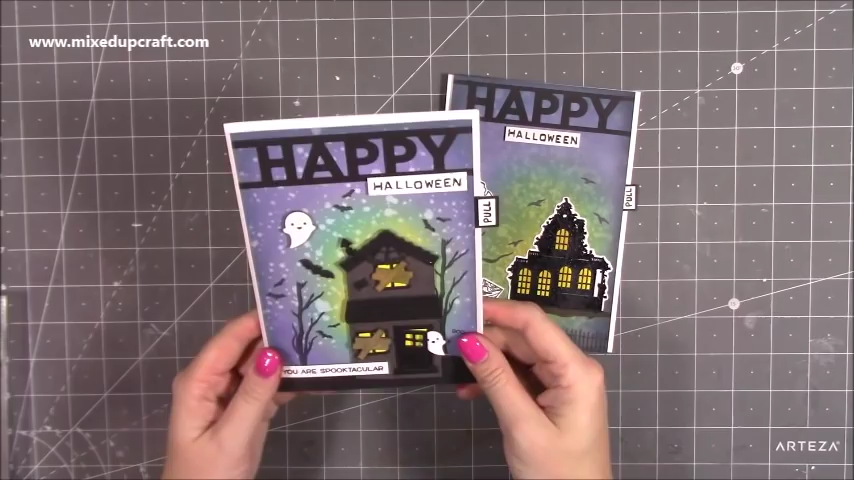 www.mixedupcraft.com
HAPPY
HALLOWEEN
PULL
YOU ARE SPOOKTACULAR
HAPPY
HALLOWEEN
PULL
ARTEZA